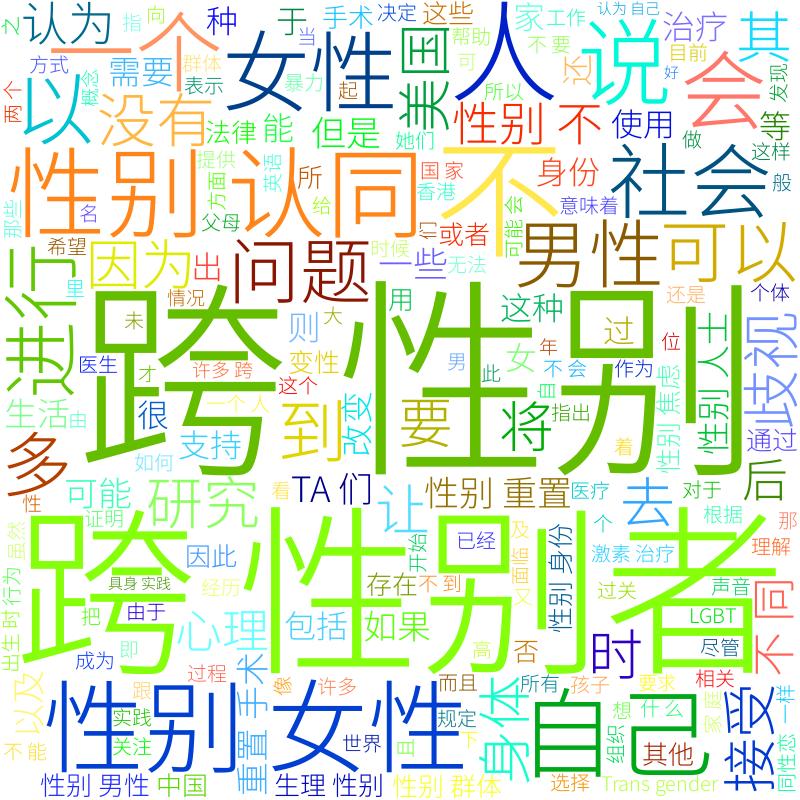 之
认为
一个
种
向
指
手术
决定
于
当
这些
家
工作
认为 自己
不 要
治疗
目前
其
好
发现
两个
方式
概念
需要
群体
表示
女性
暴力
起
美国
帮助
可
人
所以
说
还
会
以
没有
法律
能
但是
她们
性别 不
使用
做
等
这样
那些
性别 认同
提供
方面
英语
所
国家
香港
不
身份
社会
般
名
父母
给
们
或者
可能 会
意味着
希望
进行
因为
出
问题
时候
一些
无法
男性
可以
里
情况
用
这种
还是
个体
跨性别
未
则
大
过
歧视
医生
才
许多 跨
变性
男
女
年
位
不 会
此
作为
自
性别 焦虑
性别 人士
生活
由
一个 人
这个
很
到
改变
要
将
指出
着
通过
多
支持
如何
性
可能
证明
研究
看
TA 们
让
性别 重置
医疗
去
对于
后
虽然
时
行为
出生
因此
开始
已经
及
面临
又
个
性别 身份
激素 治疗
根据
那
理解
跨性别者
具身 实践
经历
存在
不 到
过关
声音
把
由于
心理
包括
如果
LGBT
不同
即
成为
高
否
时
尽管
以及
过程
重置 手术
像
许多
而且
所有
孩子
要求
相关
跟
性别 女性
身体
自己
想
什么
家庭
接受
一样
实践
关注
世界
且
规定
下
组织
其他
同性恋
不 能
性别 男性
中国
生理 性别
性别 群体
选择
Trans gender